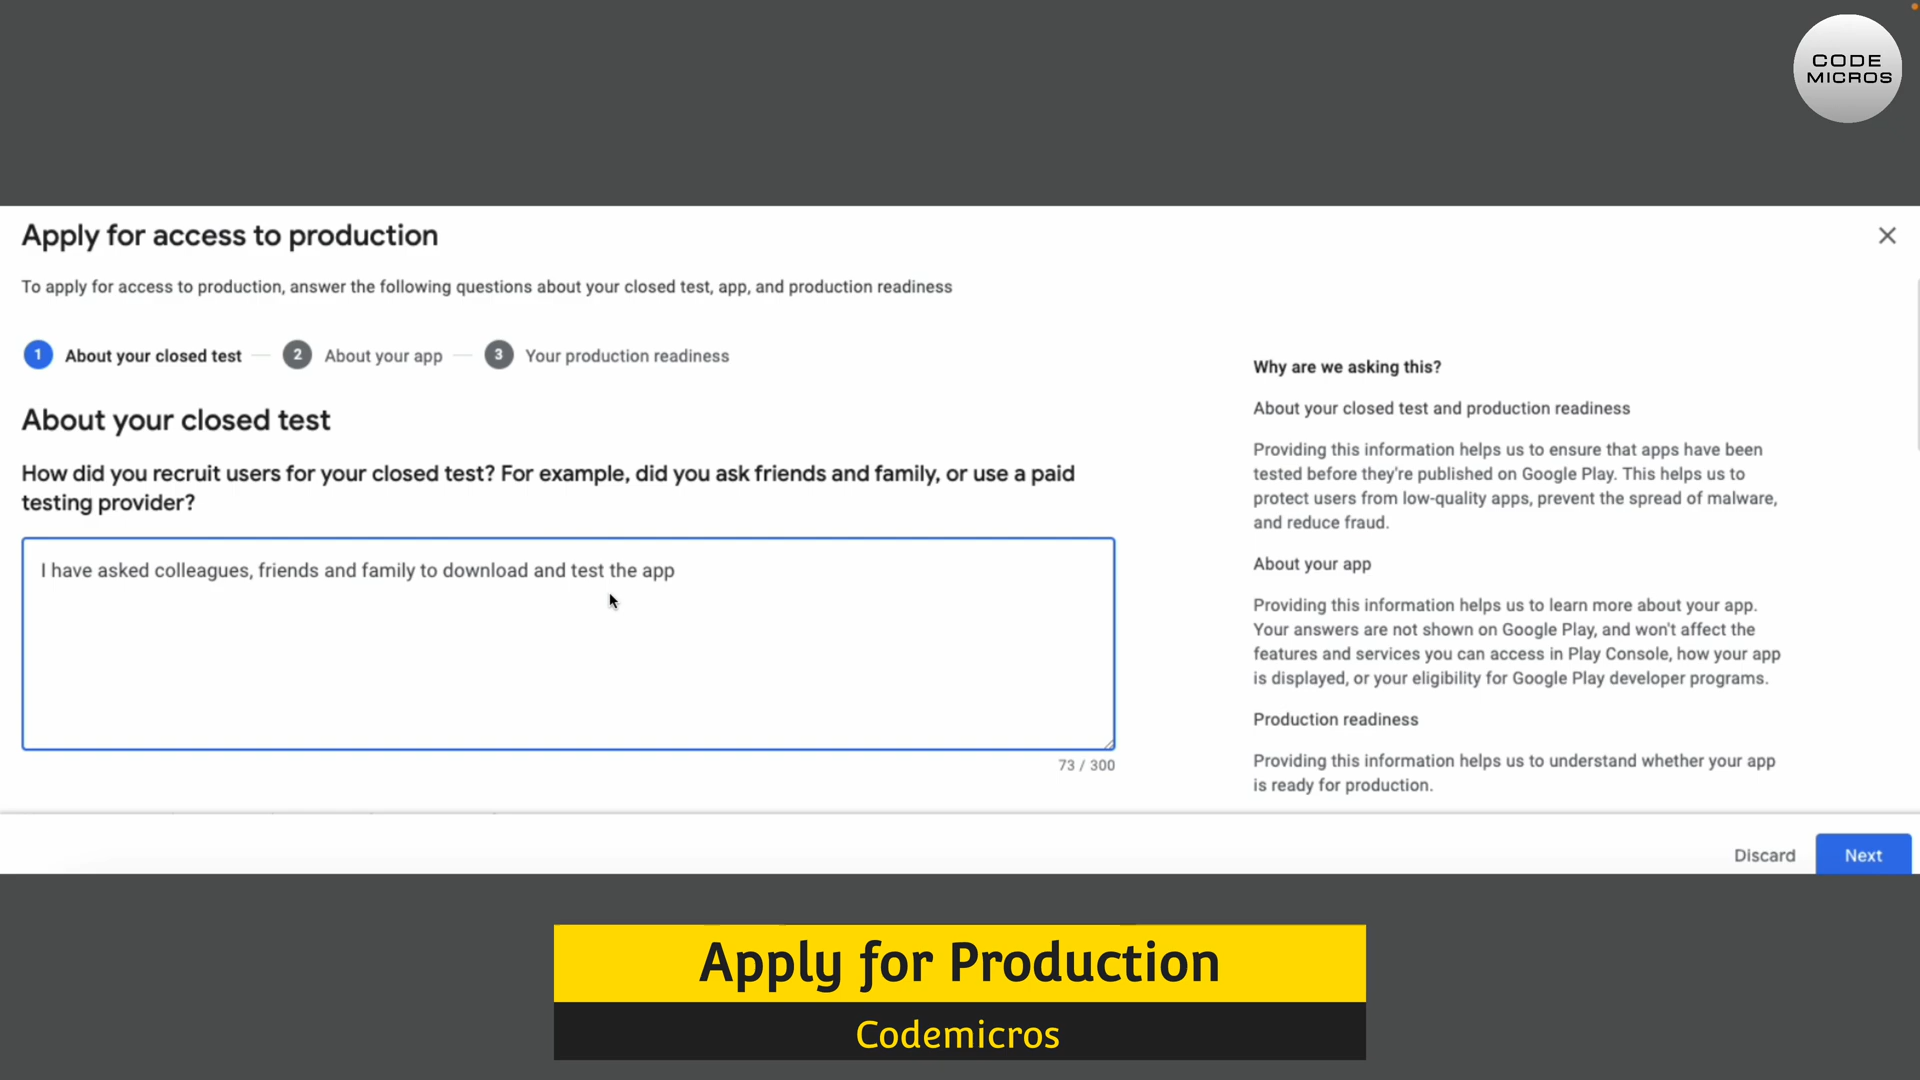 CODE
MICROS
Apply for access to production
To apply for access to production, answer the following questions about your closed test, app, and production readiness
1 About your closed test 2 About your app 3 Your production readiness
About your closed test
How did you recruit users for your closed test? For example, did you ask friends and family, or use a paid
testing provider?
I have asked colleagues, friends and family to download and test the app
73 / 300
Why are we asking this?
About your closed test and production readiness
Providing this information helps us to ensure that apps have been
tested before they're published on Google Play. This helps us to
protect users from low-quality apps, prevent the spread of malware,
and reduce fraud.
About your app
Providing this information helps us to learn more about your app.
Your answers are not shown on Google Play, and won't affect the
features and services you can access in Play Console, how your app
is displayed, or your eligibility for Google Play developer programs.
Production readiness
Providing this information helps us to understand whether your app
is ready for production.
Discard Next
Apply for Production
Codemicros